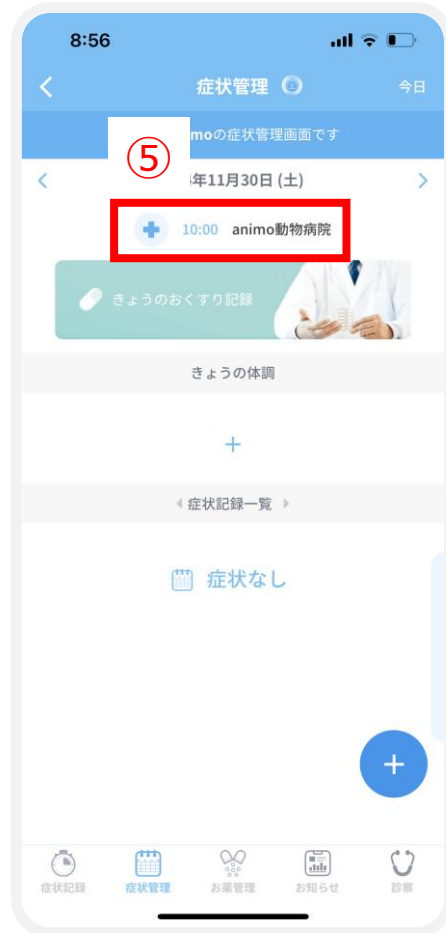 8:56
症状管理
今日
moの症状管理画面です
⑤
年11月30日 (土)
10:00 animo動物病院
きょうのおくすり記録
きょうの体調
症状記録一覧
症状なし
症状記録
症状管理
お薬管理
お知らせ
診察